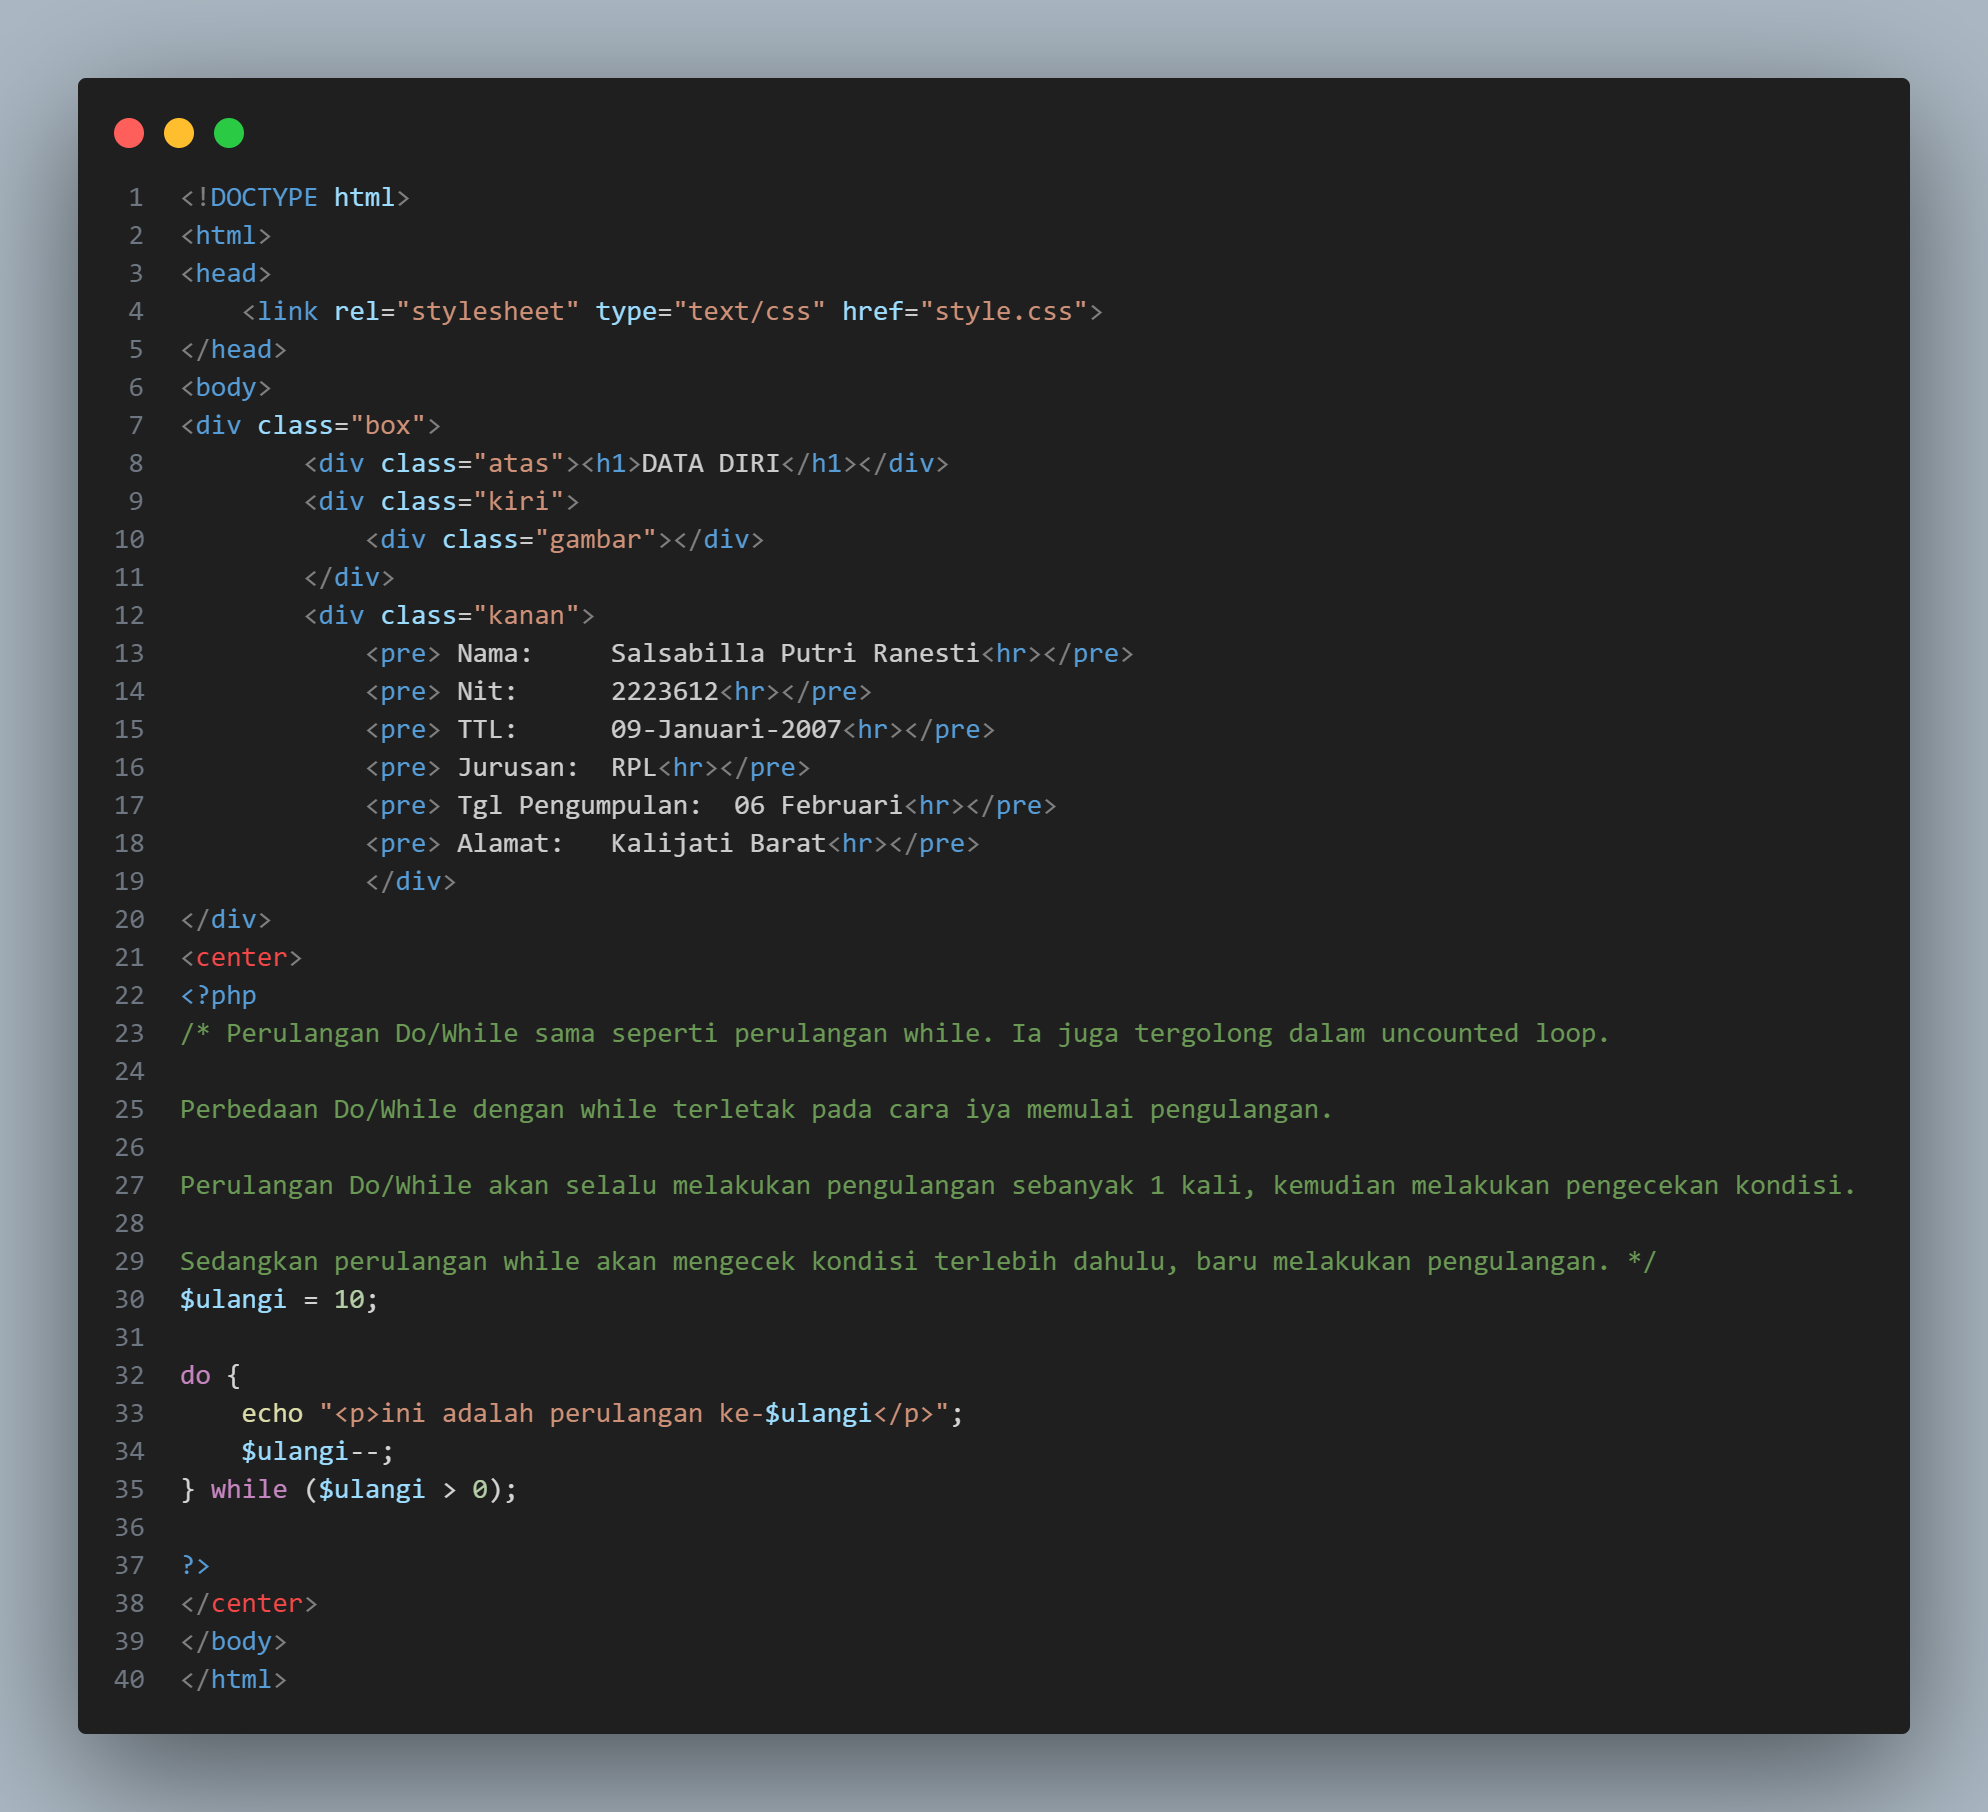 1 <!DOCTYPE html>
2 <html>
3 <head>
4     <link rel="stylesheet" type="text/css" href="style.css">
5 </head>
6 <body>
7 <div class="box">
8         <div class="atas"><h1>DATA DIRI</h1></div>
9         <div class="kiri">
10             <div class="gambar"></div>
11         </div>
12         <div class="kanan">
13             <pre> Nama:     Salsabilla Putri Ranesti<hr></pre>
14             <pre> Nit:      2223612<hr></pre>
15             <pre> TTL:      09-Januari-2007<hr></pre>
16             <pre> Jurusan:  RPL<hr></pre>
17             <pre> Tgl Pengumpulan:  06 Februari<hr></pre>
18             <pre> Alamat:   Kalijati Barat<hr></pre>
19             </div>
20 </div>
21 <center>
22 <?php
23 /* Perulangan Do/While sama seperti perulangan while. Ia juga tergolong dalam uncounted loop.
24
25 Perbedaan Do/While dengan while terletak pada cara iya memulai pengulangan.
26
27 Perulangan Do/While akan selalu melakukan pengulangan sebanyak 1 kali, kemudian melakukan pengecekan kondisi.
28
29 Sedangkan perulangan while akan mengecek kondisi terlebih dahulu, baru melakukan pengulangan. */
30 $ulangi = 10;
31
32 do {
33     echo "<p>ini adalah perulangan ke-$ulangi</p>";
34     $ulangi--;
35 } while ($ulangi > 0);
36
37 ?>
38 </center>
39 </body>
40 </html>